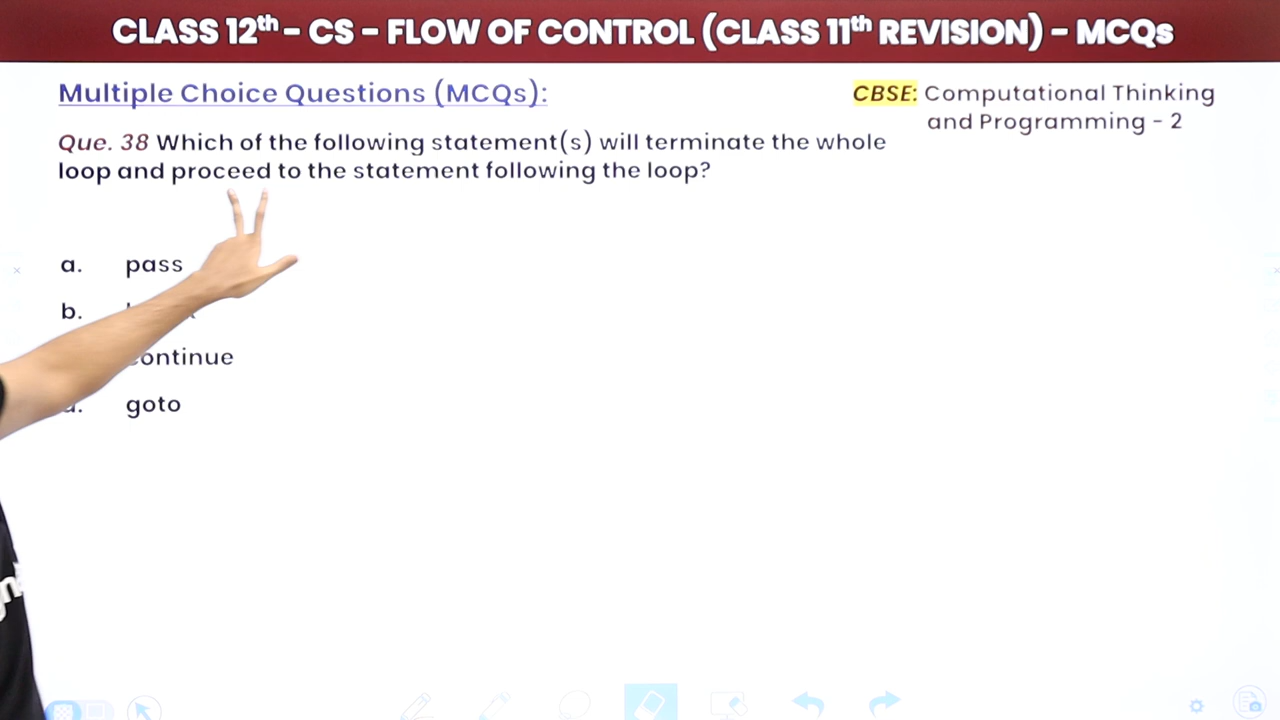 CLASS 12th - CS - FLOW OF CONTROL (CLASS 11th REVISION) - MCQs
Multiple Choice Questions (MCQs):
CBSE: Computational Thinking
and Programming - 2
Que. 38 Which of the following statement(s) will terminate the whole
loop and proceed to the statement following the loop?
a. pass
b.
continue
d. goto